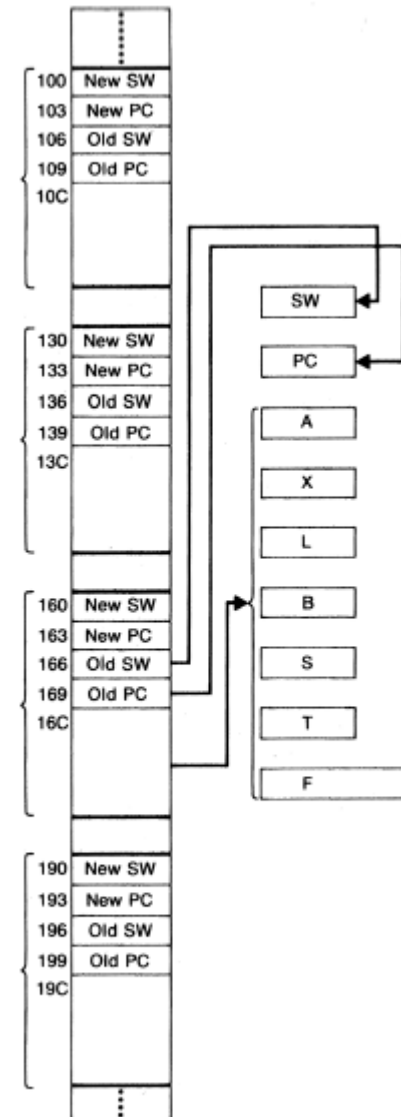 100 New SW
103 New PC
106 Old SW
109 Old PC
10C
130 New SW
133 New PC
136 Old SW
139 Old PC
13C
160 New SW
163 New PC
166 Old SW
169 Old PC
16C
190 New SW
193 New PC
196 Old SW
199 Old PC
19C
SW
PC
A
X
L
B
S
T
F